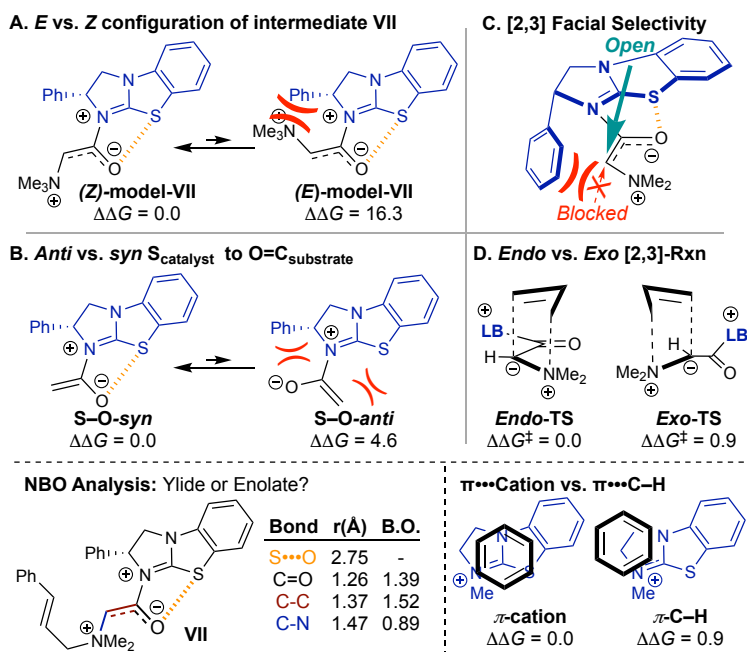 A. E vs. Z configuration of intermediate VII
Ph
N
N
⊕
S
⊖
O
Me3N
⊕
(Z)-model-VII
ΔΔG = 0.0
Ph
N
N
⊕
S
⊕
Me3N
⊖
O
(E)-model-VII
ΔΔG = 16.3
C. [2,3] Facial Selectivity
Open
N
N
S
O
⊖
NMe2
⊕
Blocked
B. Anti vs. syn Scatalyst to O=Csubstrate
Ph
N
N
⊕
S
O
⊖
S–O-syn
ΔΔG = 0.0
Ph
N
N
⊕
S
⊖
O
S–O-anti
ΔΔG = 4.6
D. Endo vs. Exo [2,3]-Rxn
⊕
LB
O
H
⊖
NMe2
⊕
Endo-TS
ΔΔG‡ = 0.0
⊕
LB
H
⊖
NMe2
⊕
O
Exo-TS
ΔΔG‡ = 0.9
NBO Analysis: Ylide or Enolate?
Ph
N
N
⊕
S
⊖
O
Ph
⊕
NMe2
VII
Bond r(Å) B.O.
S•••O 2.75 -
C=O 1.26 1.39
C-C 1.37 1.52
C-N 1.47 0.89
π•••Cation vs. π•••C–H
N
N
⊕
S
Me
π-cation
ΔΔG = 0.0
N
N
⊕
S
Me
π-C–H
ΔΔG = 0.9